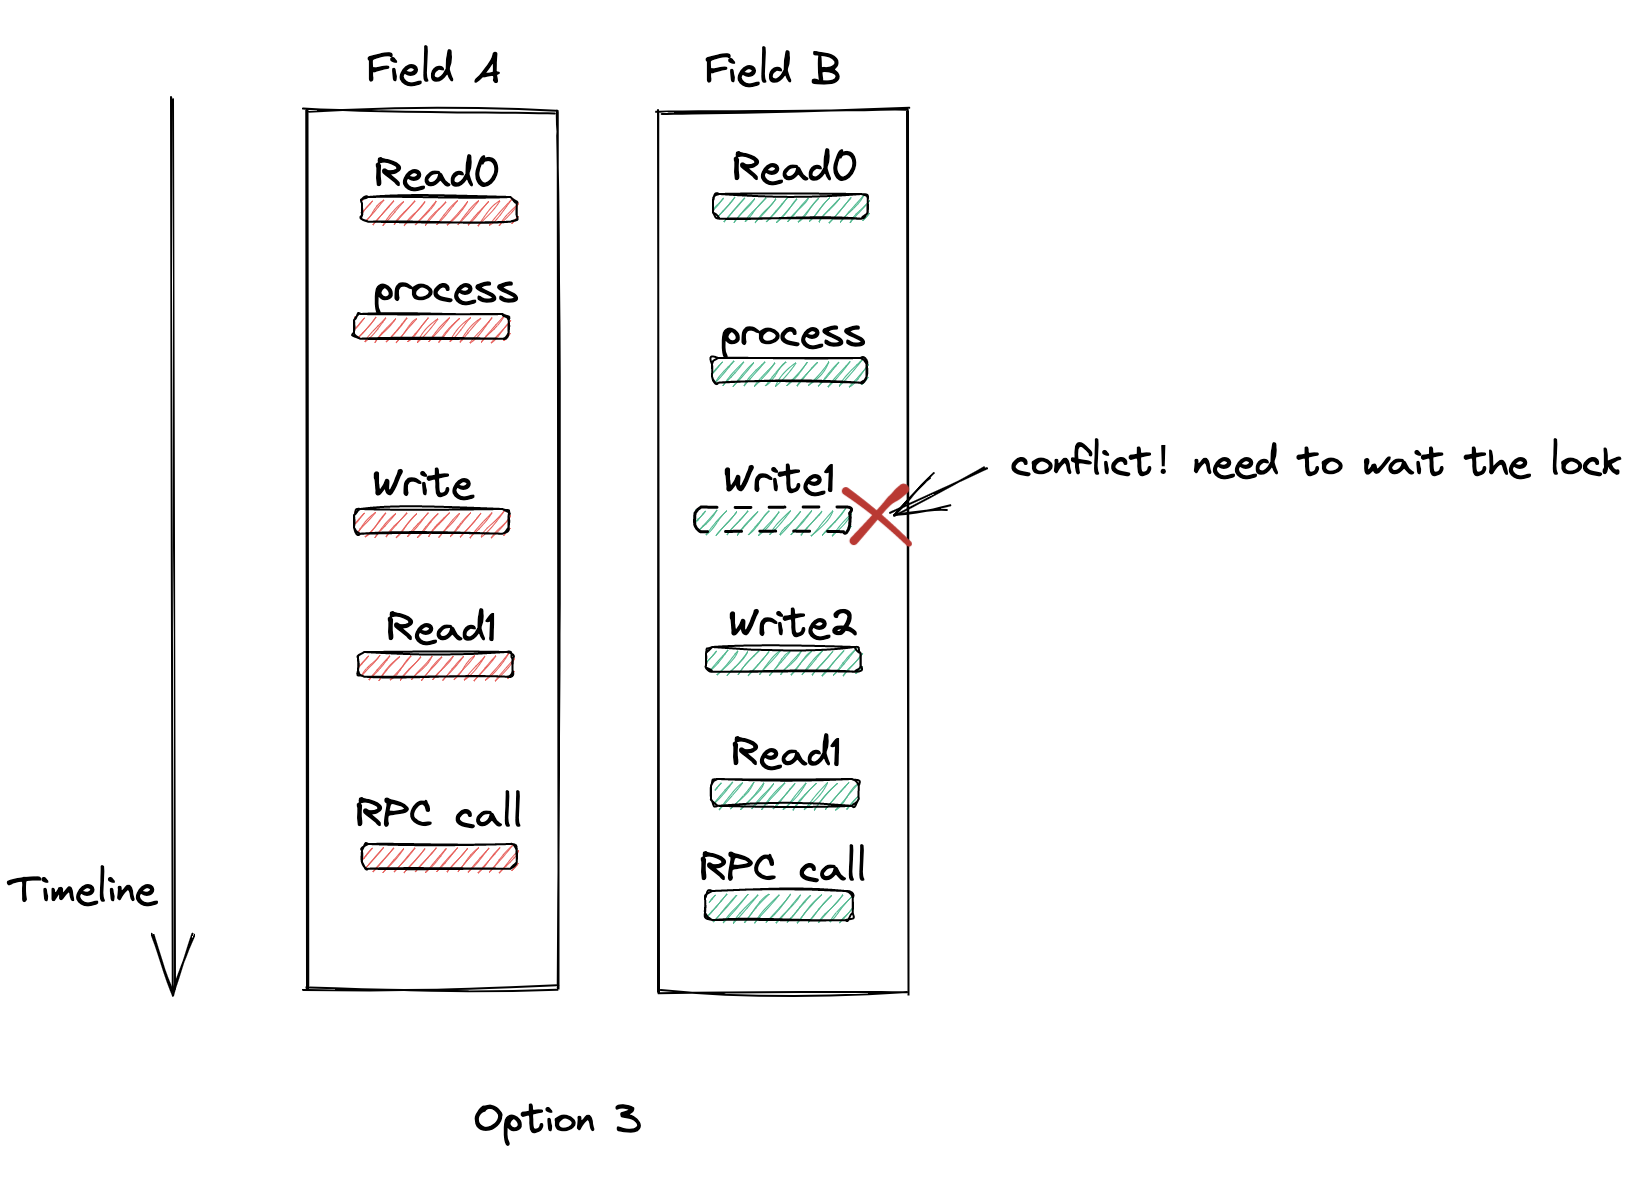 Field A
Field B
Read0
Read0
process
process
Write
Write1
conflict! need to wait the lock
Read1
Write2
Read1
RPC call
RPC call
Timeline
Option 3